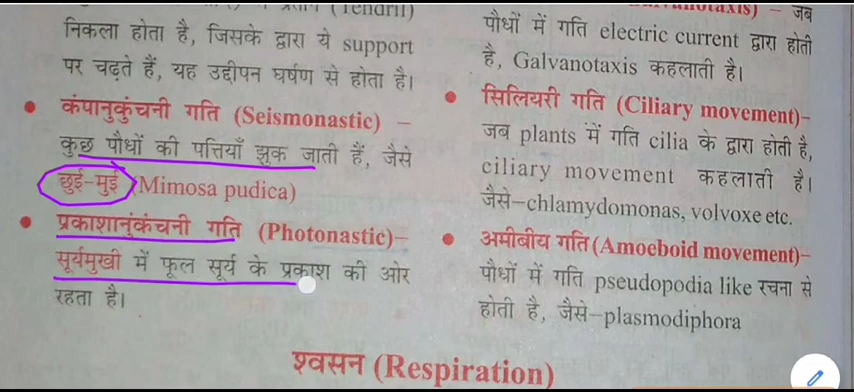 (Tendril)
निकला होता है, जिसके द्वारा ये support
पर चढ़ते हैं, यह उद्दीपन घर्षण से होता है।
• कंपानुकुंचनी गति (Seismonastic) –
कुछ पौधों की पत्तियाँ झुक जाती हैं, जैसे
छुई-मुई (Mimosa pudica)
• प्रकाशानुंकंचनी गति (Photonastic)–
सूर्यमुखी में फूल सूर्य के प्रकाश की ओर
रहता है।
– जब
पौधों में गति electric current द्वारा होती
है, Galvanotaxis कहलाती है।
• सिलियरी गति (Ciliary movement)–
जब plants में गति cilia के द्वारा होती है,
ciliary movement कहलाती है।
जैसे–chlamydomonas, volvoxe etc.
• अमीबीय गति (Amoeboid movement)–
पौधों में गति pseudopodia like रचना से
होती है, जैसे–plasmodiphora
श्वसन (Respiration)